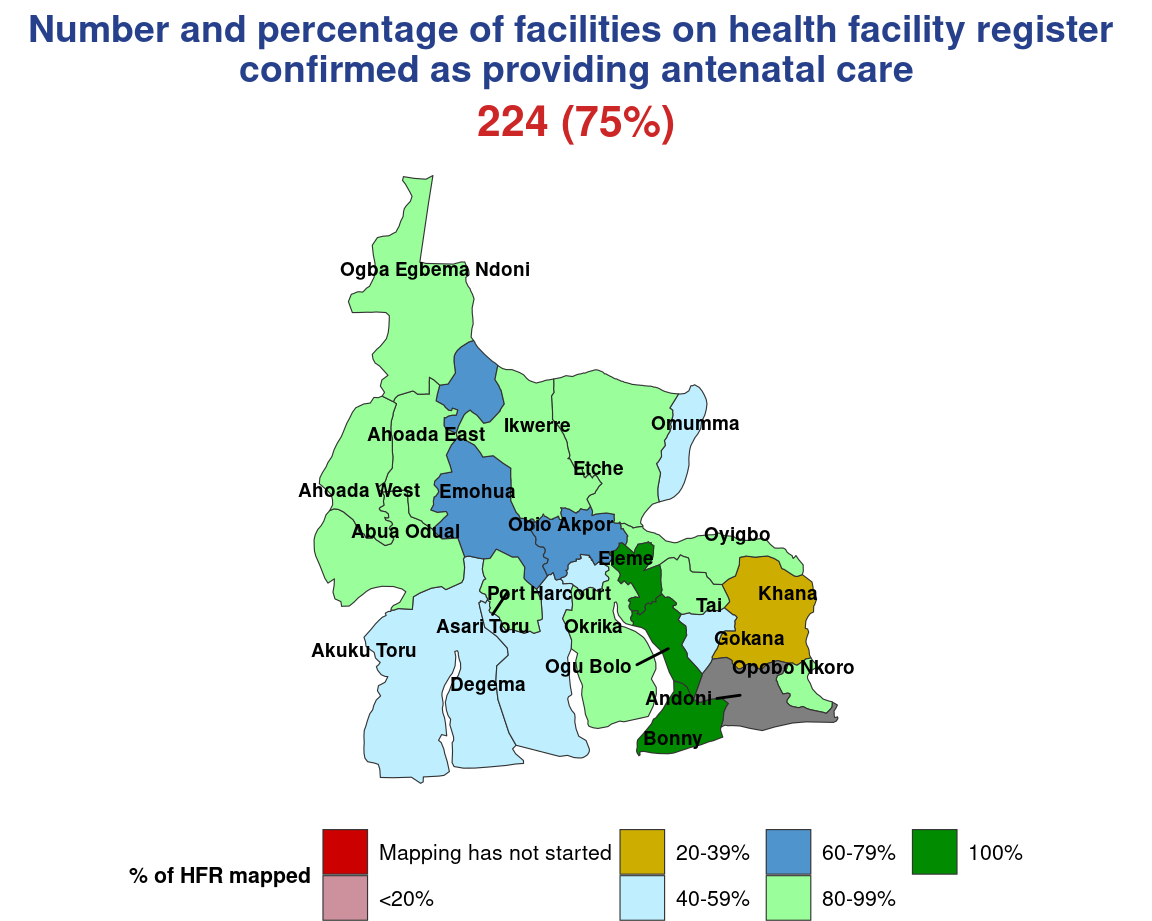 Number and percentage of facilities on health facility register
confirmed as providing antenatal care
224 (75%)
Ogba Egbema Ndoni
Omumma
Ikwerre
Ahoada East
Etche
Ahoada West
Emohua
Obio Akpor
Abua Odual
Oyigbo
Eleme
Port Harcourt
Khana
Tai
Asari Toru
Okrika
Gokana
Akuku Toru
Ogu Bolo
Opobo Nkoro
Degema
Andoni
Bonny
% of HFR mapped
Mapping has not started
<20%
20-39%
40-59%
60-79%
80-99%
100%